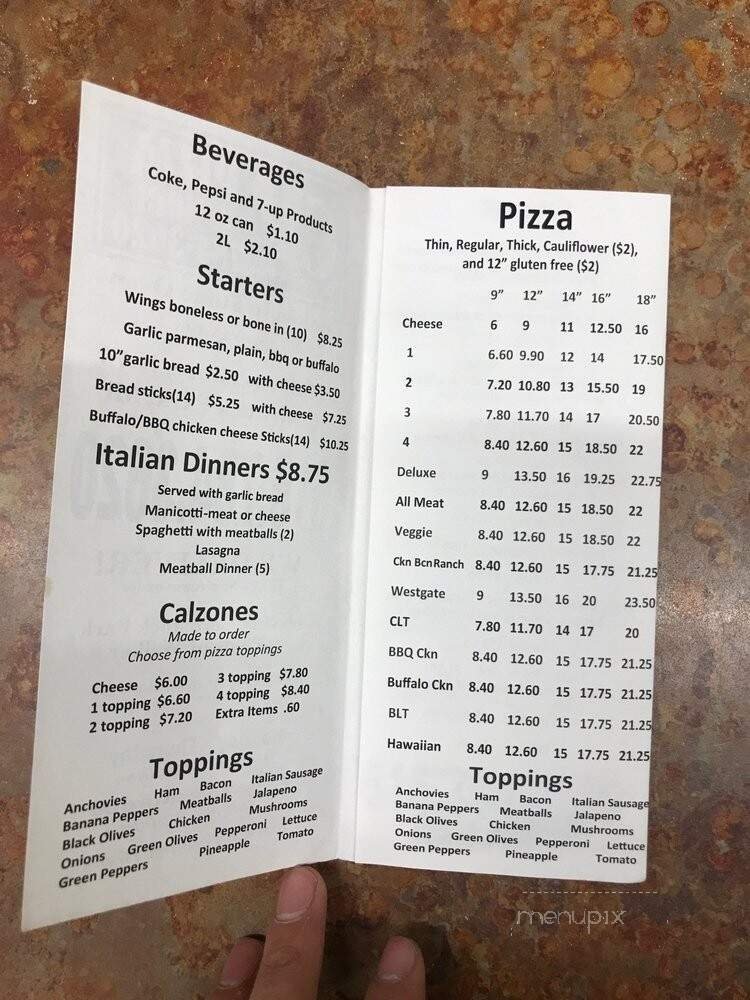 Beverages
Coke, Pepsi and 7-up Products
12 oz can $1.10
2L $2.10
Starters
Wings boneless or bone in (10) $8.25
Garlic parmesan, plain, bbq or buffalo
10"garlic bread $2.50 with cheese $3.50
Bread sticks(14) $5.25 with cheese $7.25
Buffalo/BBQ chicken cheese Sticks(14) $10.25
Italian Dinners $8.75
Served with garlic bread
Manicotti-meat or cheese
Spaghetti with meatballs (2)
Lasagna
Meatball Dinner (5)
Calzones
Made to order
Choose from pizza toppings
Cheese $6.00 3 topping $7.80
1 topping $6.60 4 topping $8.40
2 topping $7.20 Extra Items .60
Toppings
Anchovies Ham Bacon Italian Sausage
Banana Peppers Meatballs Jalapeno
Black Olives Chicken Mushrooms
Onions Green Olives Pepperoni Lettuce
Green Peppers Pineapple Tomato
Pizza
Thin, Regular, Thick, Cauliflower ($2),
and 12" gluten free ($2)
9" 12" 14" 16" 18"
Cheese 6 9 11 12.50 16
1 6.60 9.90 12 14 17.50
2 7.20 10.80 13 15.50 19
3 7.80 11.70 14 17 20.50
4 8.40 12.60 15 18.50 22
Deluxe 9 13.50 16 19.25 22.75
All Meat 8.40 12.60 15 18.50 22
Veggie 8.40 12.60 15 18.50 22
Ckn Bcn Ranch 8.40 12.60 15 17.75 21.25
Westgate 9 13.50 16 20 23.50
CLT 7.80 11.70 14 17 20
BBQ Ckn 8.40 12.60 15 17.75 21.25
Buffalo Ckn 8.40 12.60 15 17.75 21.25
BLT 8.40 12.60 15 17.75 21.25
Hawaiian 8.40 12.60 15 17.75 21.25
Toppings
Anchovies Ham Bacon Italian Sausage
Banana Peppers Meatballs Jalapeno
Black Olives Chicken Mushrooms
Onions Green Olives Pepperoni Lettuce
Green Peppers Pineapple Tomato
menupix